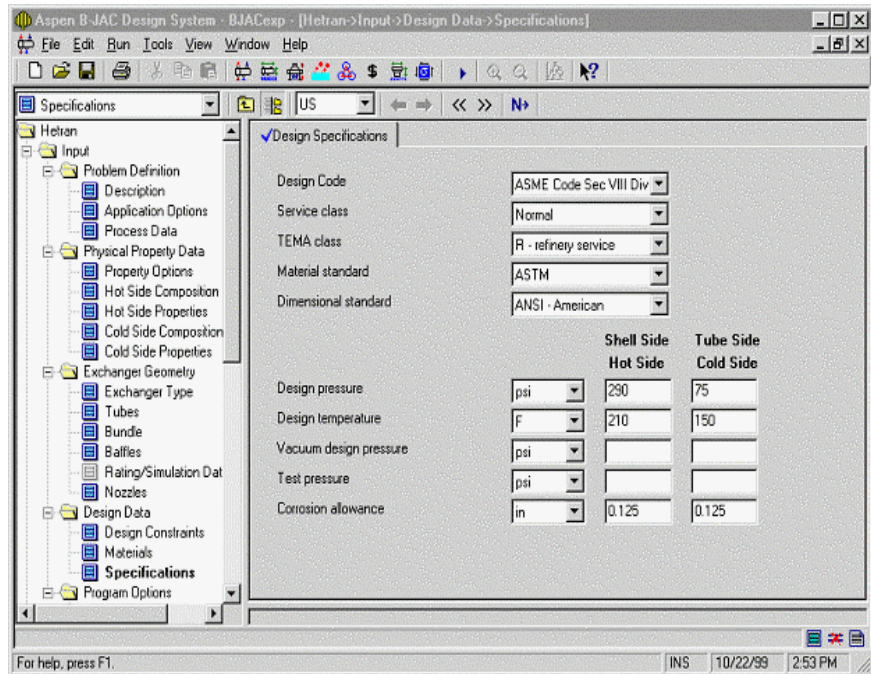 Aspen B-JAC Design System - BJACexp - [Hetran->Input->Design Data->Specifications]
File Edit Run Tools View Window Help
Specifications US N
Hetran
Input
Problem Definition
Description
Application Options
Process Data
Physical Property Data
Property Options
Hot Side Composition
Hot Side Properties
Cold Side Composition
Cold Side Properties
Exchanger Geometry
Exchanger Type
Tubes
Bundle
Baffles
Rating/Simulation Dat
Nozzles
Design Data
Design Constraints
Materials
Specifications
Program Options
Design Specifications
Design Code ASME Code Sec VIII Div
Service class Normal
TEMA class R - refinery service
Material standard ASTM
Dimensional standard ANSI - American
Shell Side Tube Side
Hot Side Cold Side
Design pressure psi 290 75
Design temperature F 210 150
Vacuum design pressure psi
Test pressure psi
Corrosion allowance in 0.125 0.125
For help, press F1. INS 10/22/99 2:53 PM